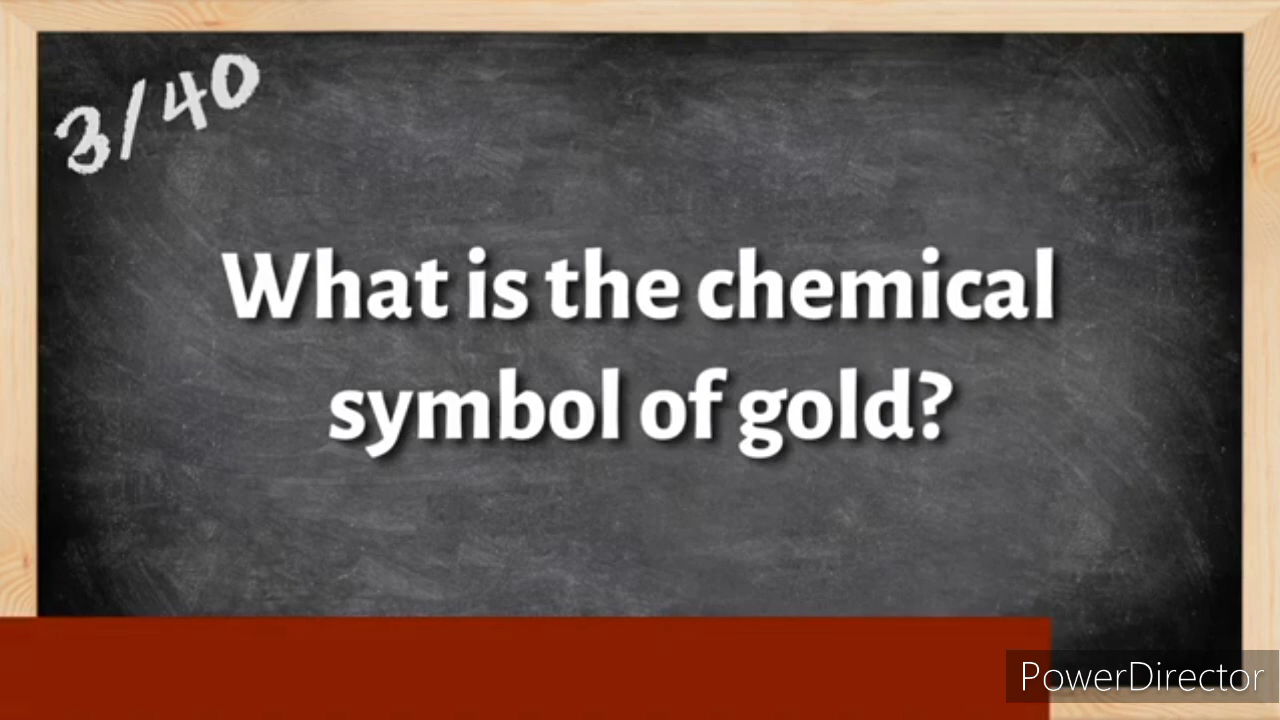 3/40
What is the chemical
symbol of gold?
PowerDirector